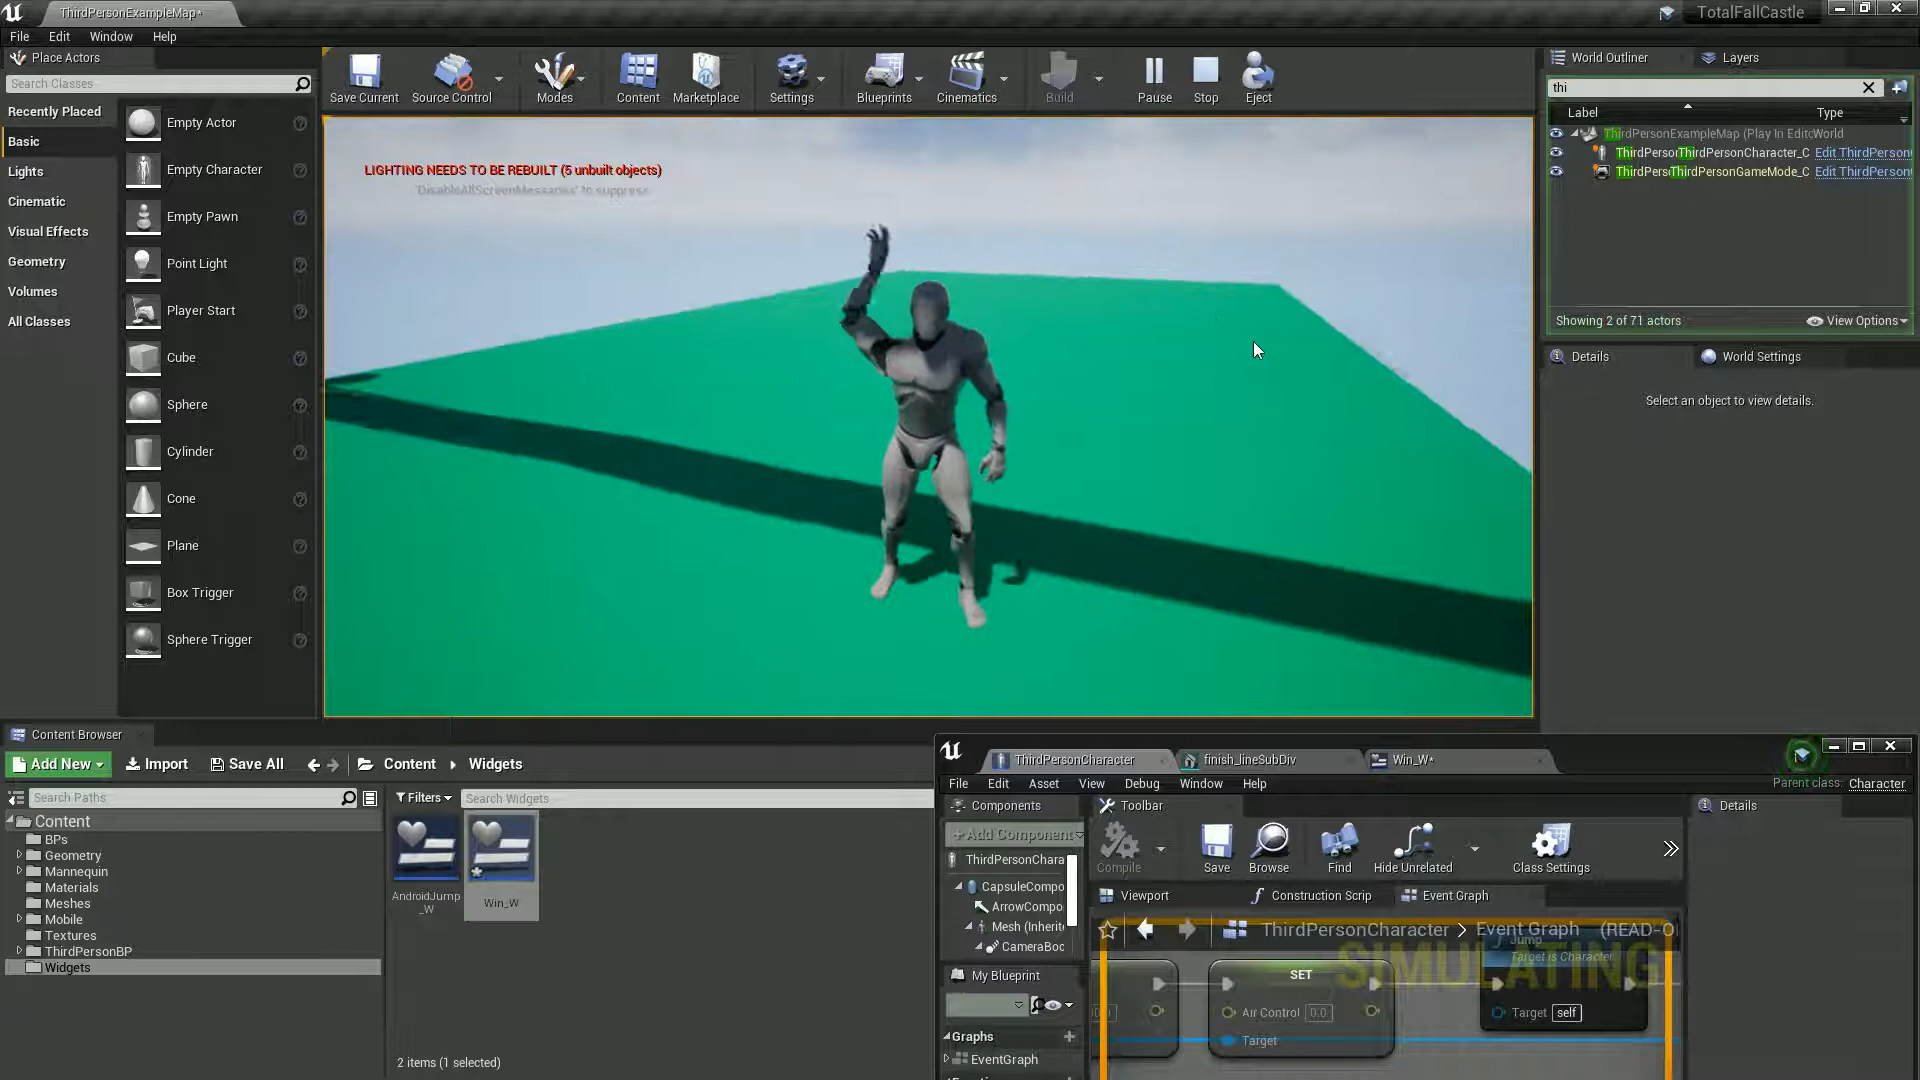 ThirdPersonExampleMap*
TotalFallCastle
File Edit Window Help
Place Actors
Search Classes
Recently Placed
Basic
Lights
Cinematic
Visual Effects
Geometry
Volumes
All Classes
Empty Actor
Empty Character
Empty Pawn
Point Light
Player Start
Cube
Sphere
Cylinder
Cone
Plane
Box Trigger
Sphere Trigger
Save Current
Source Control
Modes
Content
Marketplace
Settings
Blueprints
Cinematics
Build
Pause
Stop
Eject
LIGHTING NEEDS TO BE REBUILT (5 unbuilt objects)
'DisableAllScreenMessages' to suppress
World Outliner
Layers
thi
Label Type
ThirdPersonExampleMap (Play In Edito World
ThirdPerson ThirdPersonCharacter_C Edit ThirdPerson
ThirdPers ThirdPersonGameMode_C Edit ThirdPerson
Showing 2 of 71 actors
View Options
Details
World Settings
Select an object to view details.
Content Browser
Add New Import Save All Content Widgets
Search Paths
Filters
Search Widgets
Content
BPs
Geometry
Mannequin
Materials
Meshes
Mobile
Textures
ThirdPersonBP
Widgets
AndroidJump
_W
Win_W
2 items (1 selected)
ThirdPersonCharacter
finish_lineSubDiv
Win_W*
File Edit Asset View Debug Window Help
Parent class: Character
Components
+Add Component
ThirdPersonChara
CapsuleCompo
ArrowCompo
Mesh (Inherite
CameraBoo
My Blueprint
Graphs
EventGraph
Toolbar
Compile
Save
Browse
Find
Hide Unrelated
Class Settings
Details
Viewport
Construction Scrip
Event Graph
ThirdPersonCharacter > Event Graph (READ-O
SIMULATING
Jump
Target is Character
SET
Air Control 0.0
Target
Target self